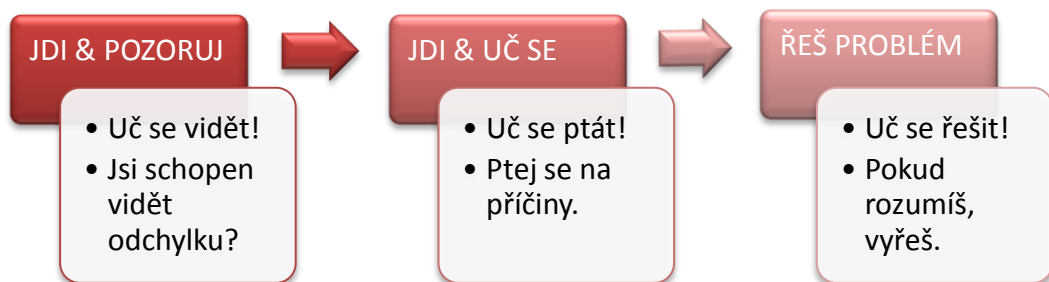 JDI & POZORUJ
• Uč se vidět!
• Jsi schopen
vidět
odchylku?
JDI & UČ SE
• Uč se ptát!
• Ptej se na
příčiny.
ŘEŠ PROBLÉM
• Uč se řešit!
• Pokud
rozumíš,
vyřeš.